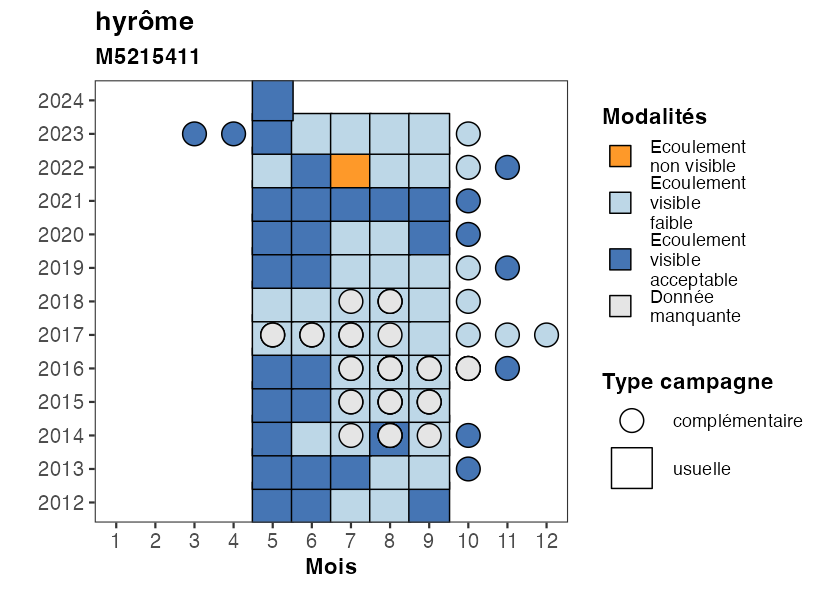 hyrôme
M5215411
2024
2023
2022
2021
2020
2019
2018
2017
2016
2015
2014
2013
2012
1 2 3 4 5 6 7 8 9 10 11 12
Mois
Modalités
Ecoulement
non visible
Ecoulement
visible
faible
Ecoulement
visible
acceptable
Donnée
manquante
Type campagne
complémentaire
usuelle